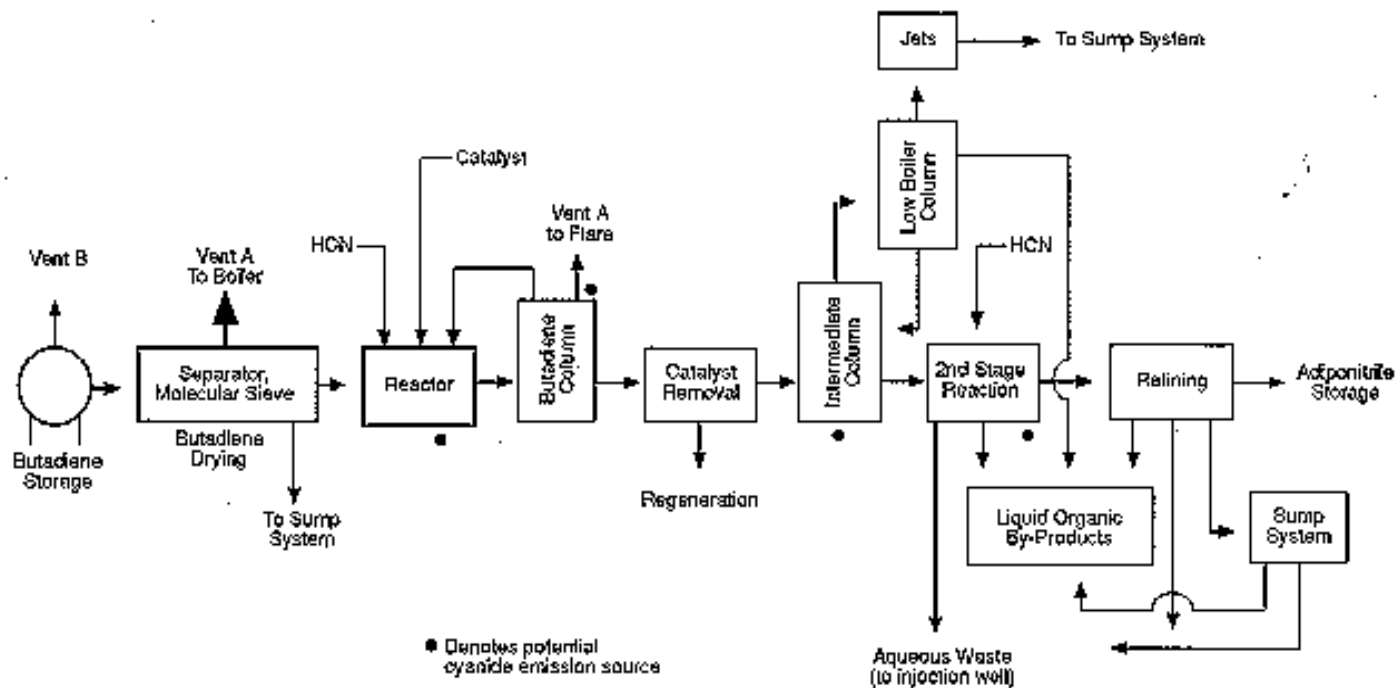 Jets
To Sump System
Low Boiler
Column
Catalyst
HCN
Vent A
to Flare
HCN
Vent B
Vent A
To Boiler
Separator,
Molecular Sieve
Butadiene
Drying
Butadiene
Storage
To Sump
System
Reactor
Butadiene
Column
Catalyst
Removal
Regeneration
Intermediate
Column
2nd Stage
Reaction
Refining
Adiponitrile
Storage
Liquid Organic
By-Products
Sump
System
Aqueous Waste
(to injection well)
● Denotes potential
cyanide emission source